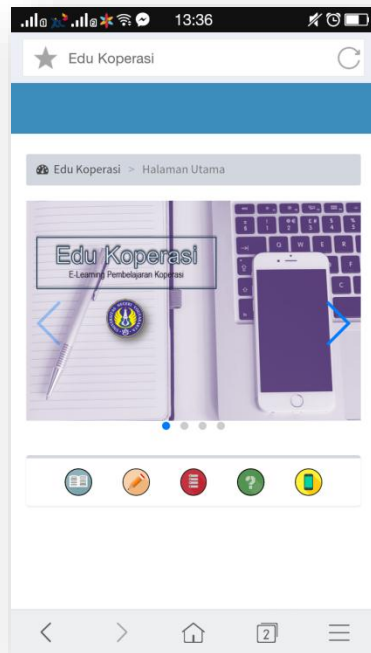 13:36
Edu Koperasi
Edu Koperasi > Halaman Utama
Edu Koperasi
E-Learning Pembelajaran Koperasi
?
2